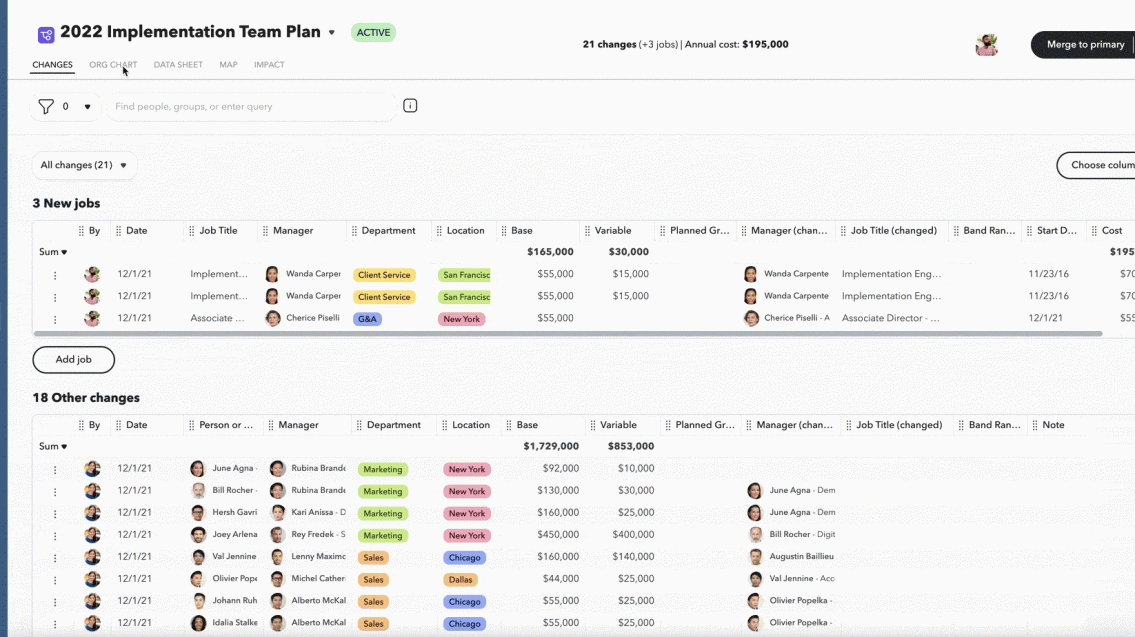 2022 Implementation Team Plan ACTIVE
21 changes (+3 jobs) | Annual cost: $195,000
Merge to primary
CHANGES ORG CHART DATA SHEET MAP IMPACT
0 Find people, groups, or enter query
All changes (21)
Choose colum
3 New jobs
By Date Job Title Manager Department Location Base Variable Planned Gr... Manager (chan... Job Title (changed) Band Ran... Start D... Cost
Sum $165,000 $30,000 $195
12/1/21 Implement... Wanda Carper Client Service San Francisc $55,000 $15,000 Wanda Carpente Implementation Eng... 11/23/16 $70
12/1/21 Implement... Wanda Carper Client Service San Francisc $55,000 $15,000 Wanda Carpente Implementation Eng... 11/23/16 $70
12/1/21 Associate ... Cherice Piselli G&A New York $55,000 Cherice Piselli - A Associate Director - ... 12/1/21 $55
Add job
18 Other changes
By Date Person or ... Manager Department Location Base Variable Planned Gr... Manager (chan... Job Title (changed) Band Ran... Note
Sum $1,729,000 $853,000
12/1/21 June Agna - Rubina Brande Marketing New York $92,000 $10,000
12/1/21 Bill Rocher - Rubina Brande Marketing New York $130,000 $30,000 June Agna - Dem
12/1/21 Hersh Gavri Kari Anissa - D Marketing New York $160,000 $25,000 June Agna - Dem
12/1/21 Joey Arlena Rey Fredek - S Marketing New York $450,000 $400,000 Bill Rocher - Digit
12/1/21 Val Jennine Lenny Maximo Sales Chicago $160,000 $140,000 Augustin Baillieu
12/1/21 Olivier Pope Michel Cather Sales Dallas $44,000 $25,000 Val Jennine - Acc
12/1/21 Johann Ruh Alberto McKal Sales Chicago $55,000 $25,000 Olivier Popelka -
12/1/21 Idalia Stalke Alberto McKal Sales Chicago $55,000 $25,000 Olivier Popelka -